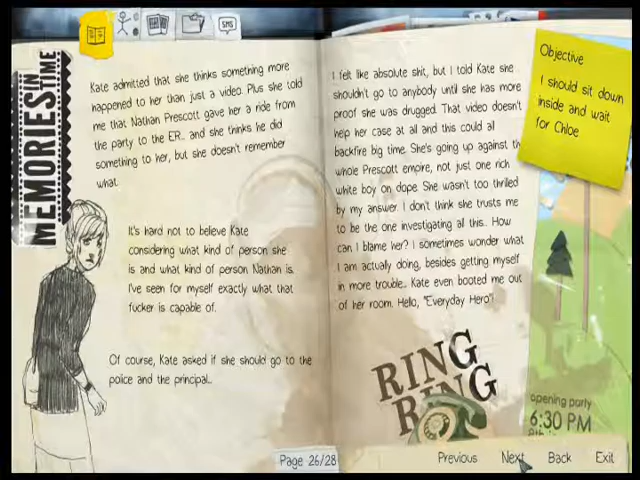 SMS
MEMORIES IN TIME
Kate admitted that she thinks something more
happened to her than just a video. Plus she told
me that Nathan Prescott gave her a ride from
the party to the ER.. and she thinks he did
something to her, but she doesn't remember
what.
It's hard not to believe Kate
considering what kind of person she
is and what kind of person Nathan is.
I've seen for myself exactly what that
fucker is capable of.
Of course, Kate asked if she should go to the
police and the principal..
I felt like absolute shit, but I told Kate she
shouldn't go to anybody until she has more
proof she was drugged. That video doesn't
help her case at all and this could all
backfire big time. She's going up against th
whole Prescott empire, not just one rich
white boy on dope. She wasn't too thrilled
by my answer. I don't think she trusts me
to be the one investigating all this.. How
can I blame her? I sometimes wonder what
I am actually doing, besides getting myself
in more trouble.. Kate even booted me out
of her room. Hello, "Everyday Hero"!
RING
RING
Objective
I should sit down
inside and wait
for Chloe
opening party
6:30 PM
Page 26/28
Previous
Next
Back
Exit